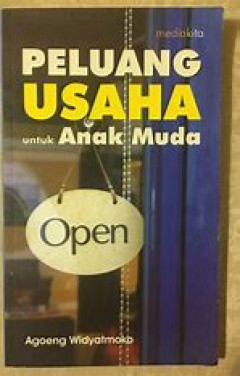 mediakita
PELUANG
USAHA
untuk Anak Muda
Open
Agoeng Widyatmoko